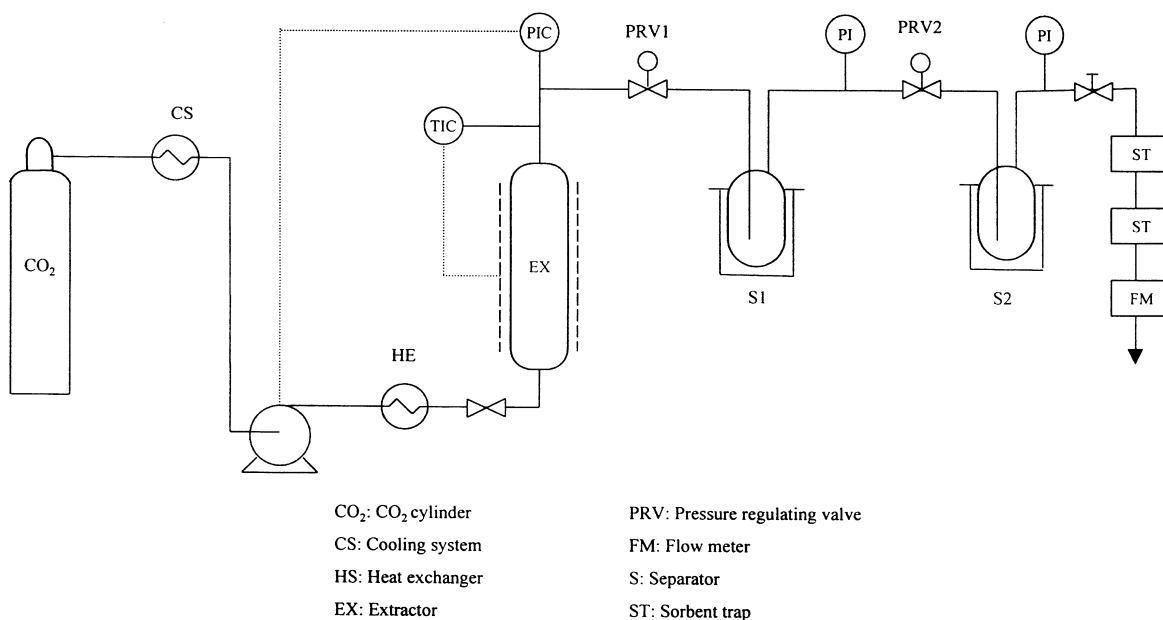 PIC
PRV1
PI
PRV2
PI
CS
TIC
ST
CO₂
EX
ST
S1
S2
FM
HE
CO₂: CO₂ cylinder
CS: Cooling system
HS: Heat exchanger
EX: Extractor
PRV: Pressure regulating valve
FM: Flow meter
S: Separator
ST: Sorbent trap